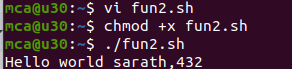 mca@u30:~$ vi fun2.sh
mca@u30:~$ chmod +x fun2.sh
mca@u30:~$ ./fun2.sh
Hello world sarath,432